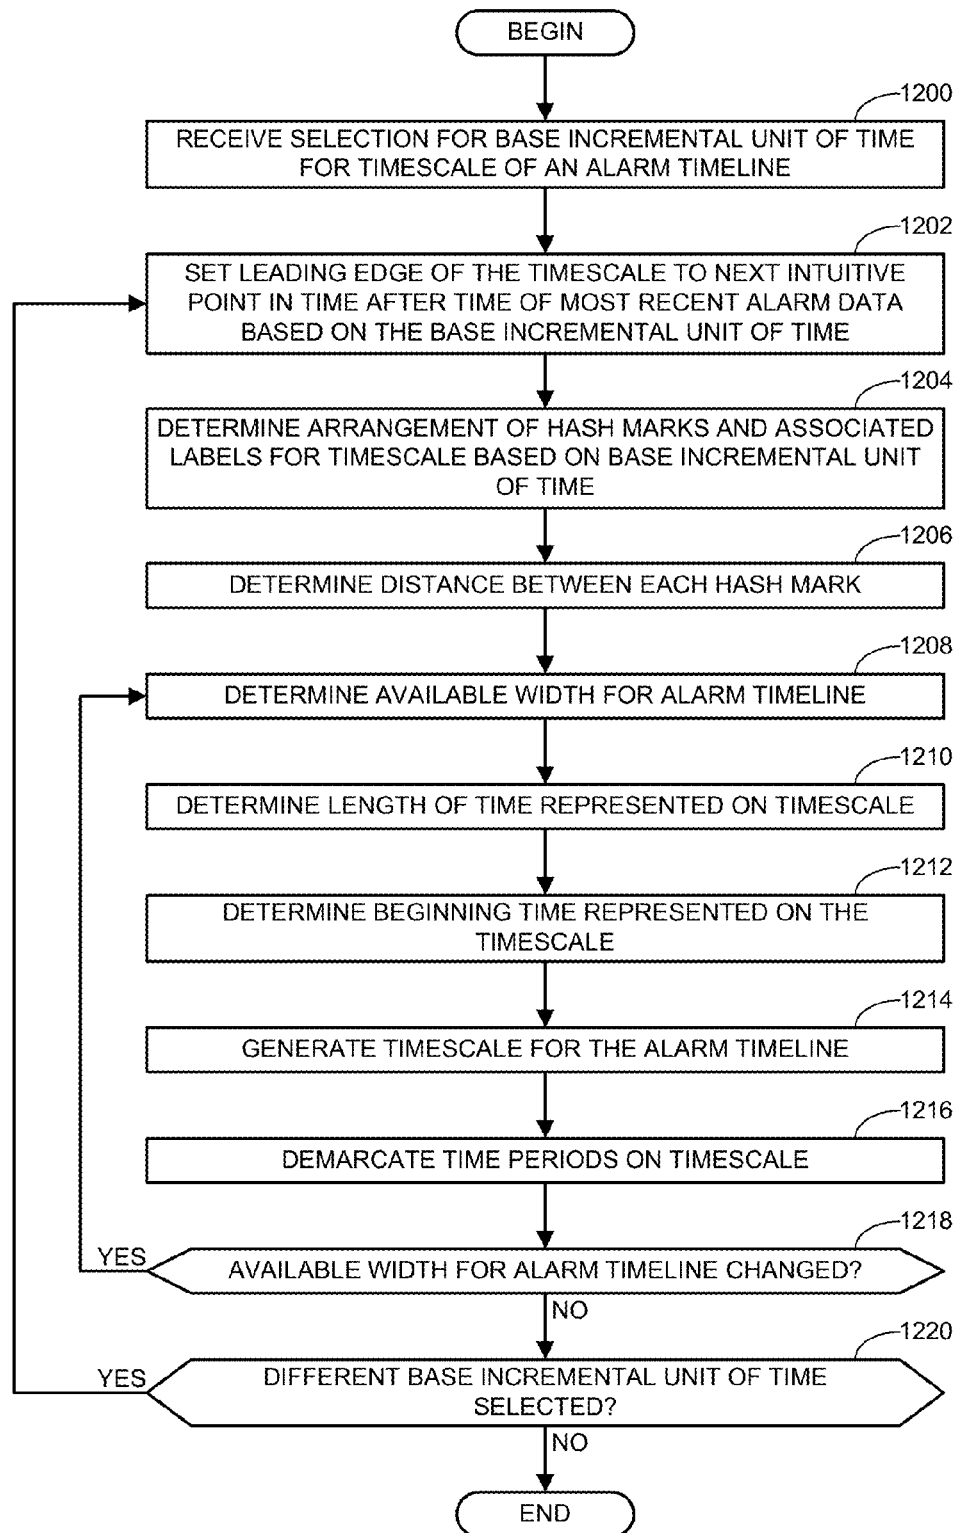 BEGIN
1200
RECEIVE SELECTION FOR BASE INCREMENTAL UNIT OF TIME
FOR TIMESCALE OF AN ALARM TIMELINE
1202
SET LEADING EDGE OF THE TIMESCALE TO NEXT INTUITIVE
POINT IN TIME AFTER TIME OF MOST RECENT ALARM DATA
BASED ON THE BASE INCREMENTAL UNIT OF TIME
1204
DETERMINE ARRANGEMENT OF HASH MARKS AND ASSOCIATED
LABELS FOR TIMESCALE BASED ON BASE INCREMENTAL UNIT
OF TIME
1206
DETERMINE DISTANCE BETWEEN EACH HASH MARK
1208
DETERMINE AVAILABLE WIDTH FOR ALARM TIMELINE
1210
DETERMINE LENGTH OF TIME REPRESENTED ON TIMESCALE
1212
DETERMINE BEGINNING TIME REPRESENTED ON THE
TIMESCALE
1214
GENERATE TIMESCALE FOR THE ALARM TIMELINE
1216
DEMARCATE TIME PERIODS ON TIMESCALE
1218
YES
AVAILABLE WIDTH FOR ALARM TIMELINE CHANGED?
NO
1220
YES
DIFFERENT BASE INCREMENTAL UNIT OF TIME
SELECTED?
NO
END